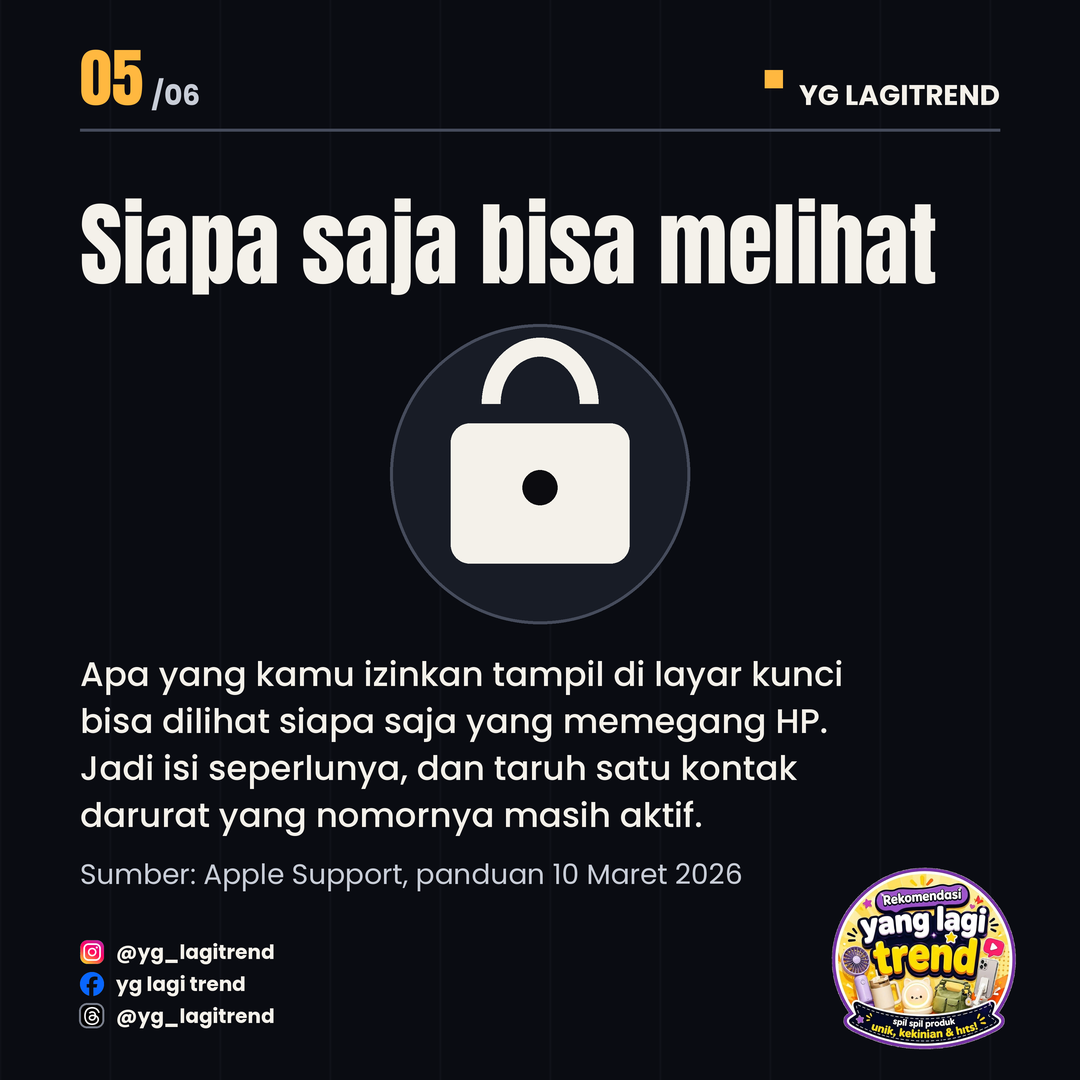 05 /06
YG LAGITREND
Siapa saja bisa melihat
Apa yang kamu izinkan tampil di layar kunci
bisa dilihat siapa saja yang memegang HP.
Jadi isi seperlunya, dan taruh satu kontak
darurat yang nomornya masih aktif.
Sumber: Apple Support, panduan 10 Maret 2026
@yg_lagitrend
yg lagi trend
@yg_lagitrend
Rekomendasi
yang lagi
trend
spil spil produk
unik, kekinian & hits!